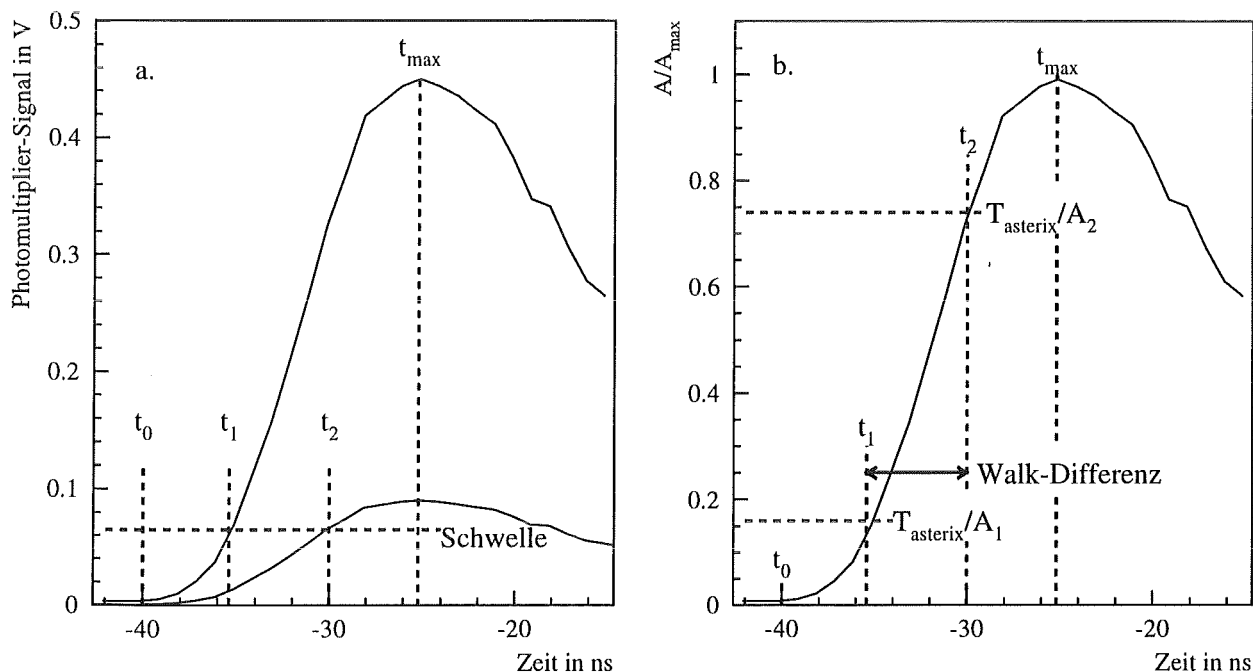 Photomultiplier-Signal in V
a.
0.5
0.4
0.3
0.2
0.1
0
t_max
t_0
t_1
t_2
Schwelle
-40
-30
-20
Zeit in ns
A/A_max
b.
1
0.8
0.6
0.4
0.2
0
t_max
t_2
T_asterix/A_2
t_1
Walk-Differenz
T_asterix/A_1
t_0
-40
-30
-20
Zeit in ns